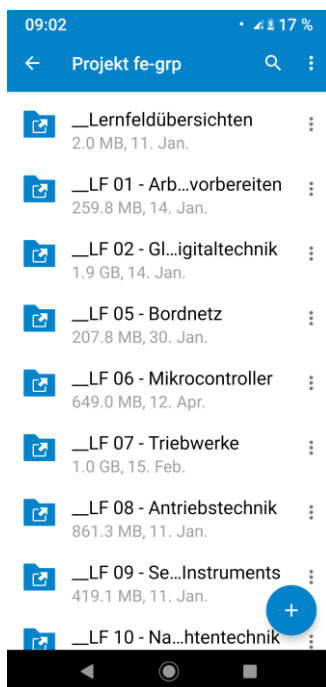 09:02
17 %
Projekt fe-grp
__Lernfeldübersichten
2.0 MB, 11. Jan.
__LF 01 - Arb...vorbereiten
259.8 MB, 14. Jan.
__LF 02 - Gl...igitaltechnik
1.9 GB, 14. Jan.
__LF 05 - Bordnetz
207.8 MB, 30. Jan.
__LF 06 - Mikrocontroller
649.0 MB, 12. Apr.
__LF 07 - Triebwerke
1.0 GB, 15. Feb.
__LF 08 - Antriebstechnik
861.3 MB, 11. Jan.
__LF 09 - Se...Instruments
419.1 MB, 11. Jan.
__LF 10 - Na...htentechnik